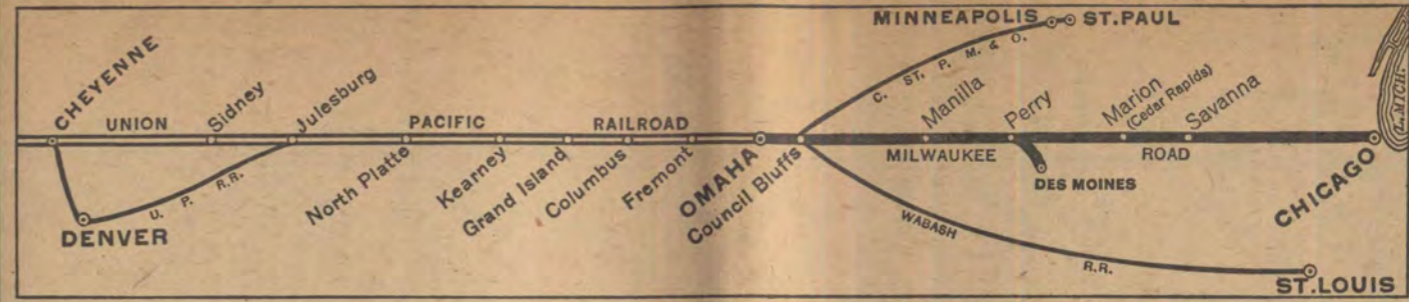 MINNEAPOLIS ST. PAUL
C. ST. P. M. & O.
CHEYENNE
UNION PACIFIC RAILROAD
Sidney
Julesburg
U. P. R.R.
DENVER
North Platte
Kearney
Grand Island
Columbus
Fremont
OMAHA
Council Bluffs
Manilla
Perry
Marion
(Cedar Rapids)
Savanna
MILWAUKEE ROAD
DES MOINES
L. MICH.
CHICAGO
WABASH R.R.
ST. LOUIS